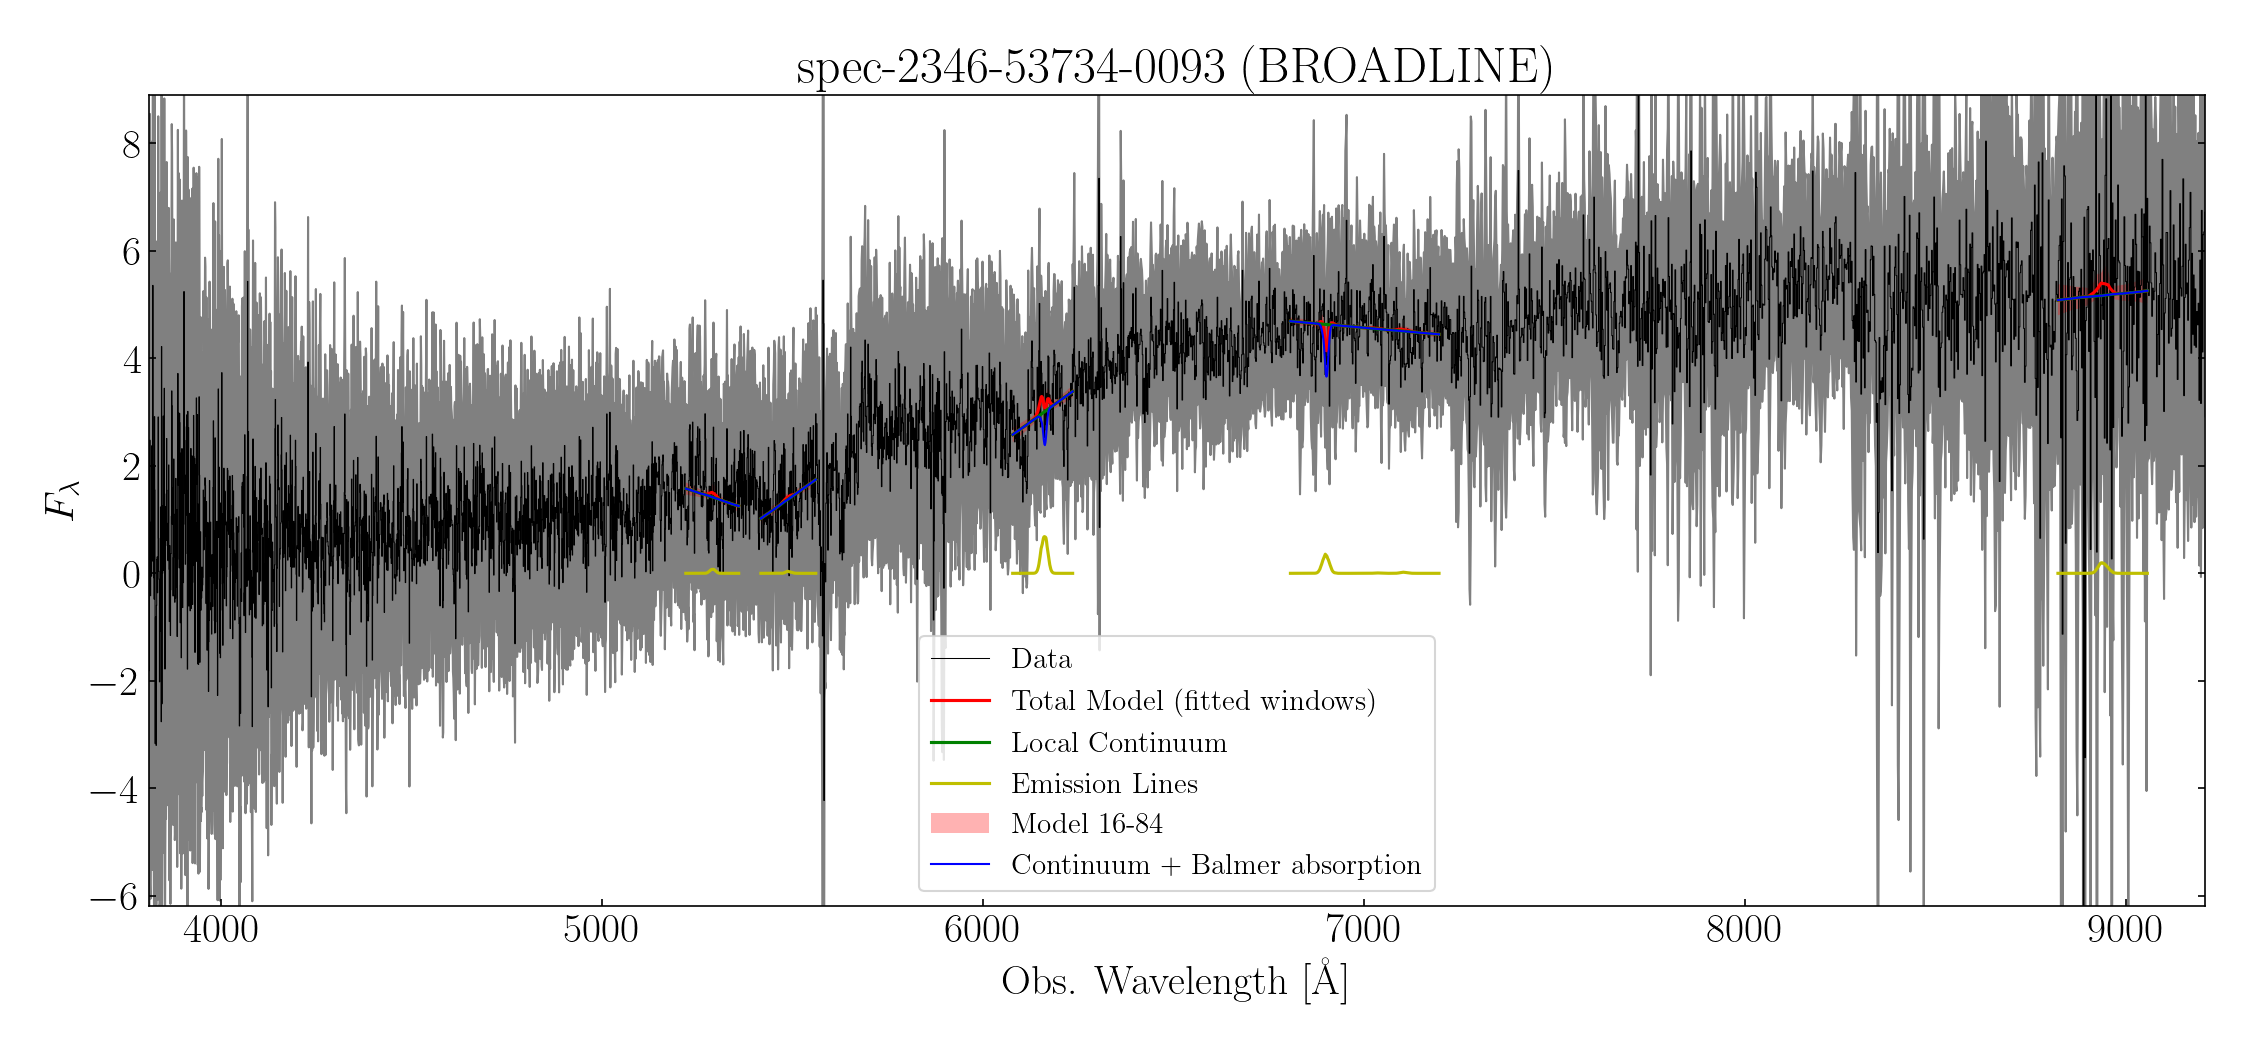 spec-2346-53734-0093 (BROADLINE)
8
6
4
2
0
−2
−4
−6
F_λ
Data
Total Model (fitted windows)
Local Continuum
Emission Lines
Model 16-84
Continuum + Balmer absorption
4000 5000 6000 7000 8000 9000
Obs. Wavelength [Å]